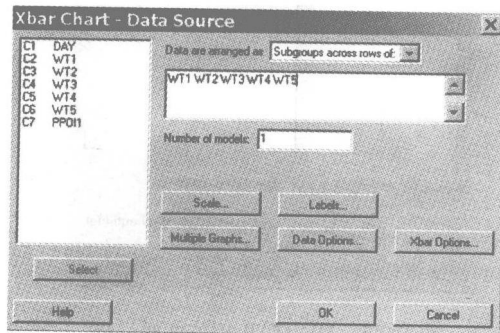 Xbar Chart - Data Source
C1 DAY
C2 WT1
C3 WT2
C4 WT3
C5 WT4
C6 WT5
C7 PPOI1
Data are arranged as Subgroups across rows of:
WT1 WT2 WT3 WT4 WT5
Number of models: 1
Scale... Labels...
Multiple Graphs... Data Options... Xbar Options...
Select
Help OK Cancel